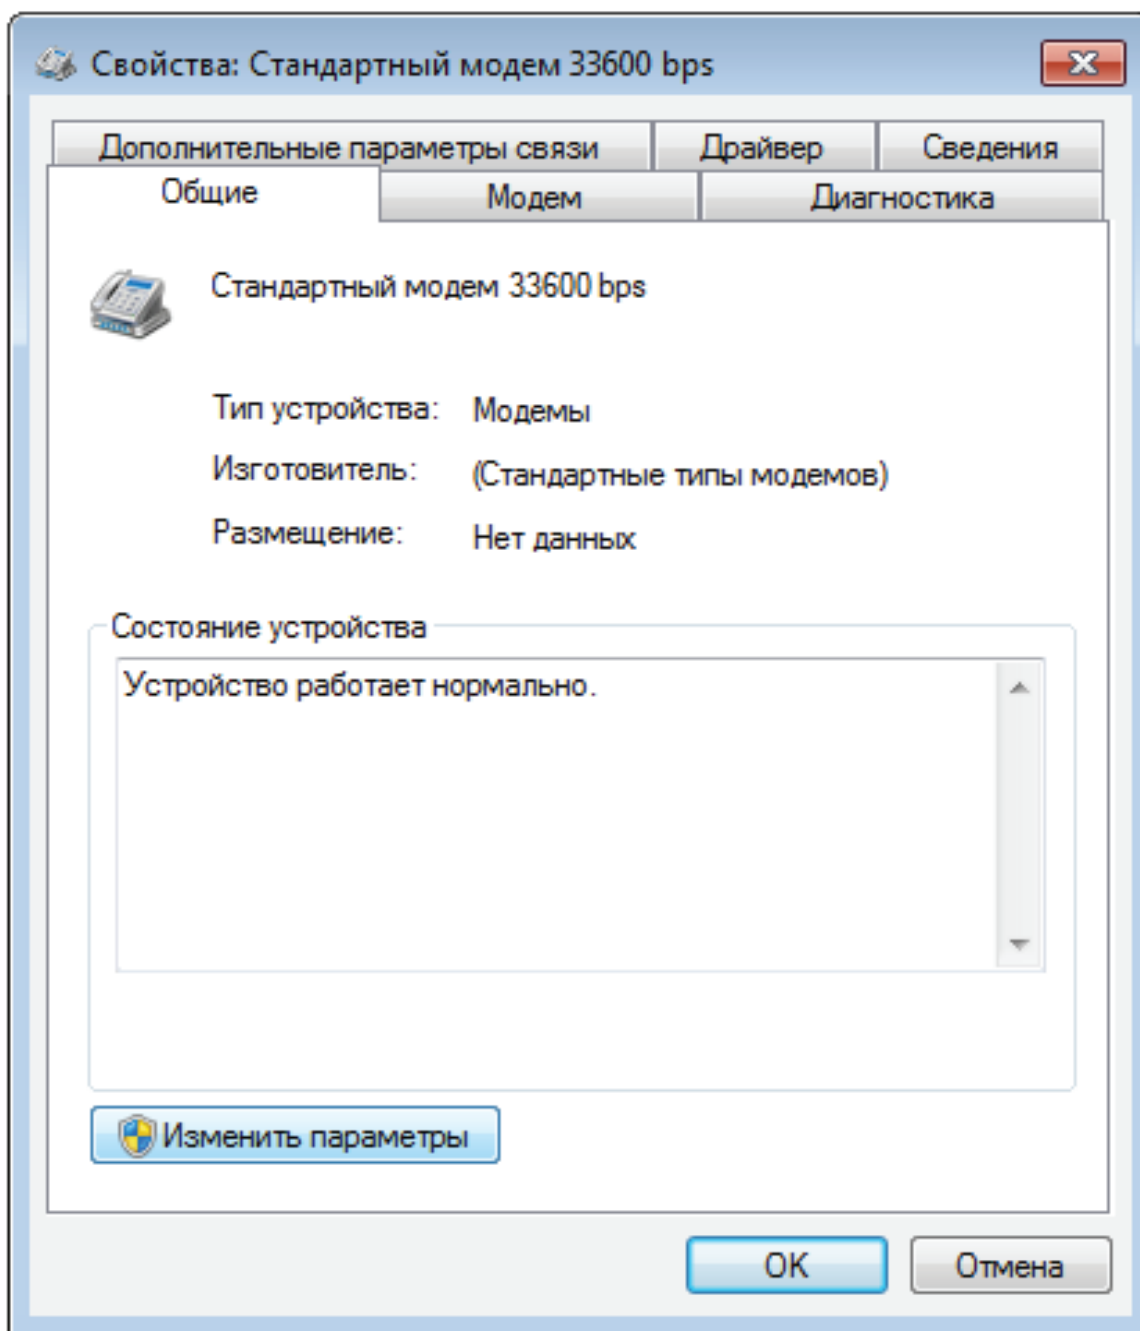 Свойства: Стандартный модем 33600 bps
Дополнительные параметры связи Драйвер Сведения
Общие Модем Диагностика
Стандартный модем 33600 bps
Тип устройства: Модемы
Изготовитель: (Стандартные типы модемов)
Размещение: Нет данных
Состояние устройства
Устройство работает нормально.
Изменить параметры
OK Отмена